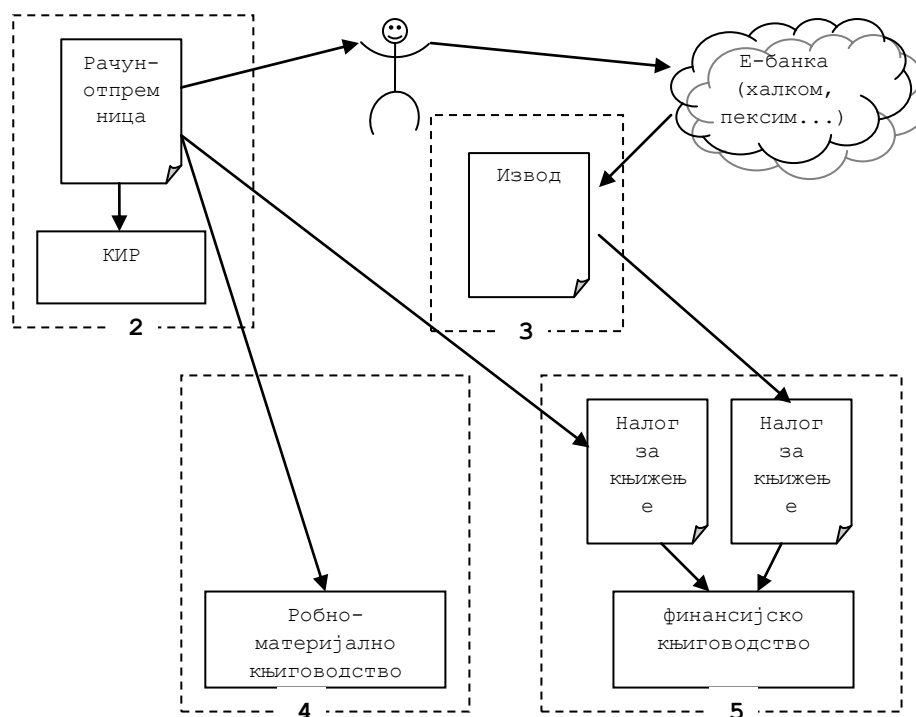 Рачун-
отпрем
ница
Е-банка
(халком,
пексим...)
Извод
КИР
2
3
Налог
за
књижењ
е
Налог
за
књижењ
е
Робно-
материјално
књиговодство
финансијско
књиговодство
4
5